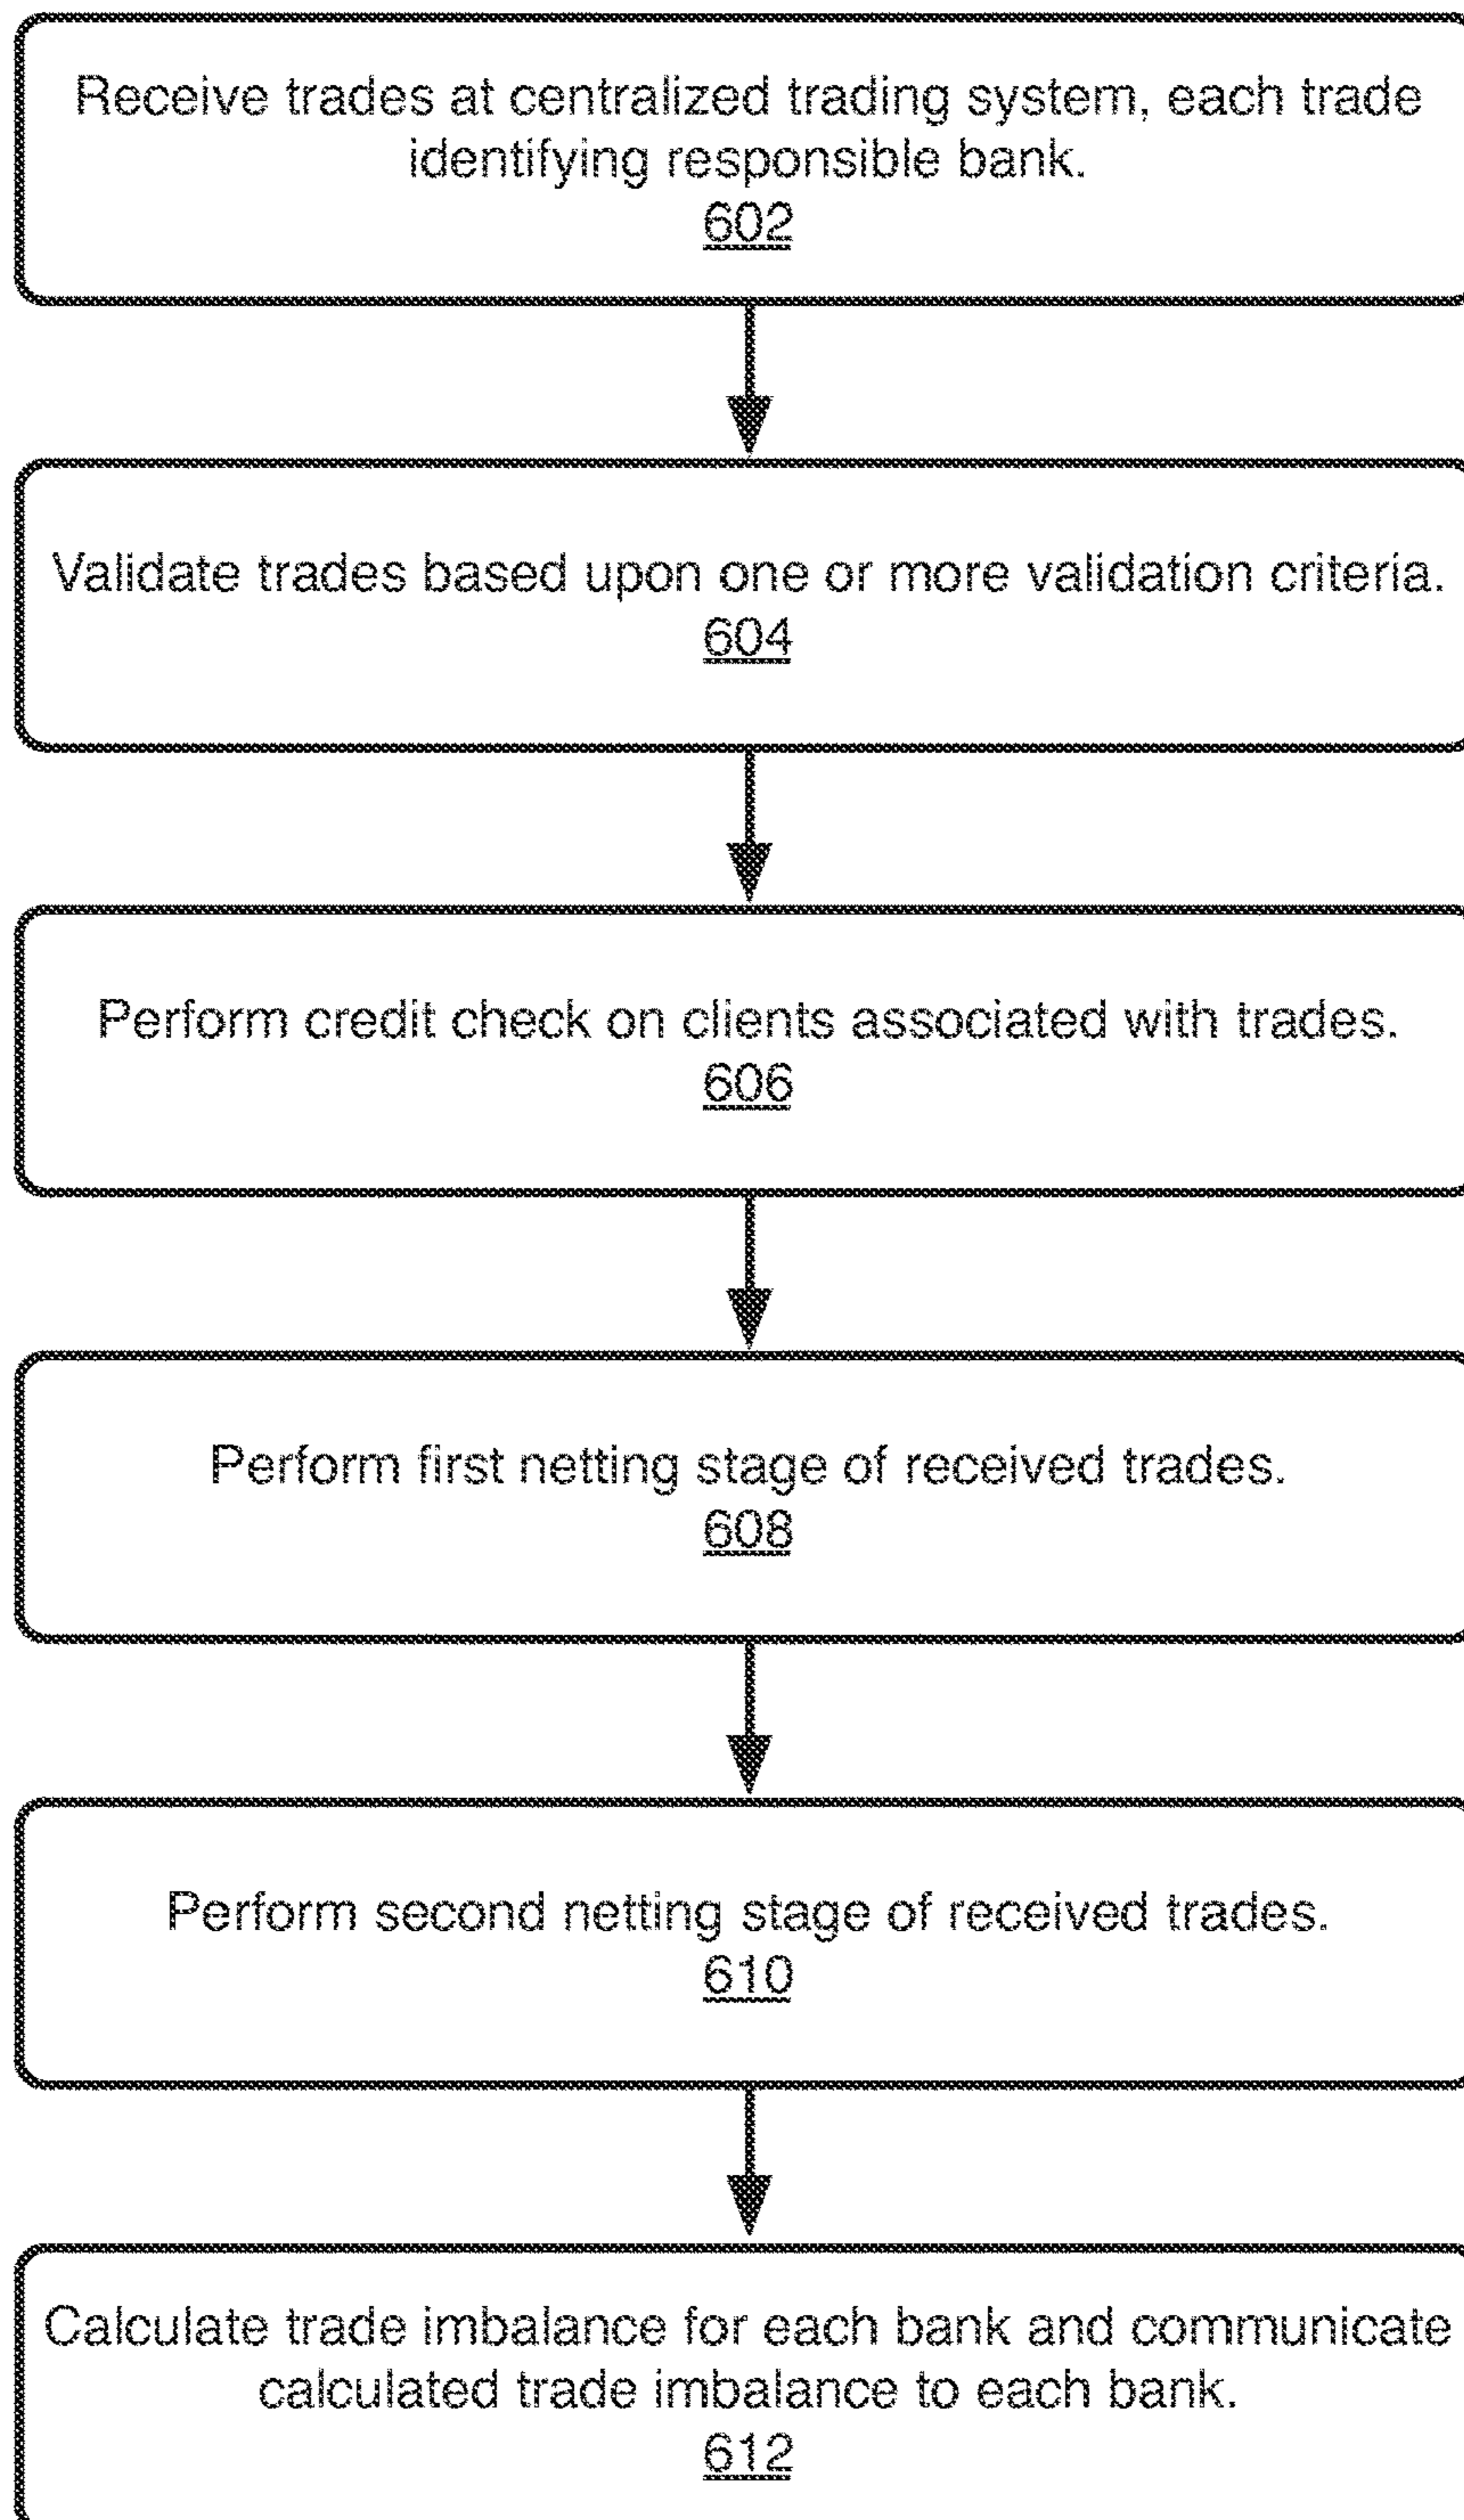 Receive trades at centralized trading system, each trade
identifying responsible bank.
602
Validate trades based upon one or more validation criteria.
604
Perform credit check on clients associated with trades.
606
Perform first netting stage of received trades.
608
Perform second netting stage of received trades.
610
Calculate trade imbalance for each bank and communicate
calculated trade imbalance to each bank.
612